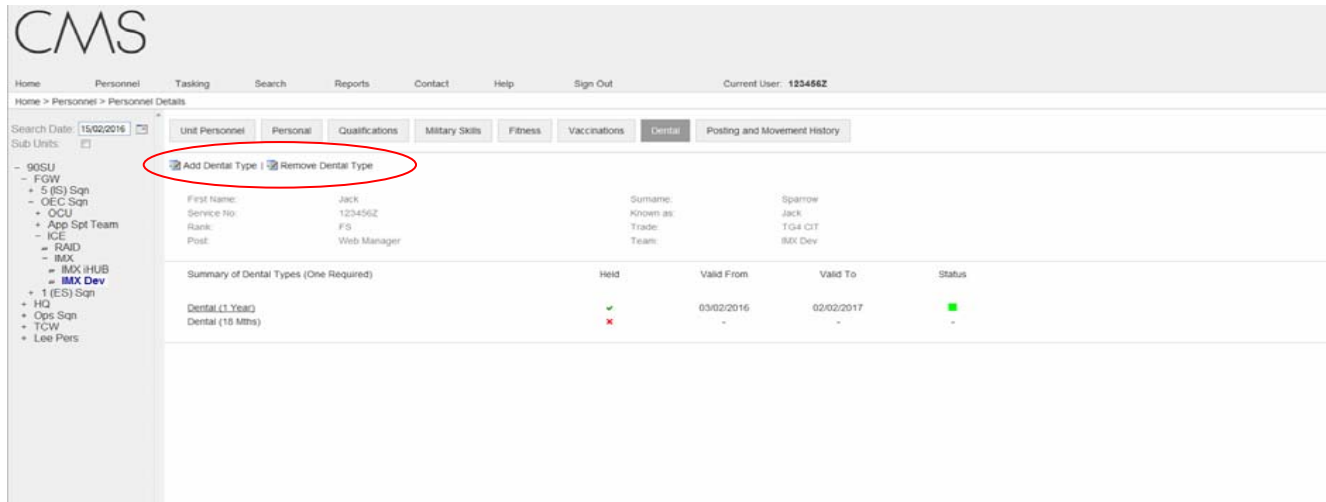 CMS
Home Personnel Tasking Search Reports Contact Help Sign Out Current User: 123456Z
Home > Personnel > Personnel Details
Search Date: 15/02/2016
Sub Units:
Unit Personnel Personal Qualifications Military Skills Fitness Vaccinations Dental Posting and Movement History
- 90SU
- FGW
+ 5 (IS) Sqn
- OEC Sqn
+ OCU
+ App Spt Team
- ICE
RAID
- IMX
IMX iHUB
IMX Dev
+ 1 (ES) Sqn
+ HQ
+ Ops Sqn
+ TCW
+ Lee Pers
Add Dental Type | Remove Dental Type
First Name: Jack Surname: Sparrow
Service No: 123456Z Known as: Jack
Rank: FS Trade: TG4 CIT
Post: Web Manager Team: IMX Dev
Summary of Dental Types (One Required) Held Valid From Valid To Status
Dental (1 Year) 03/02/2016 02/02/2017
Dental (18 Mths) - - -